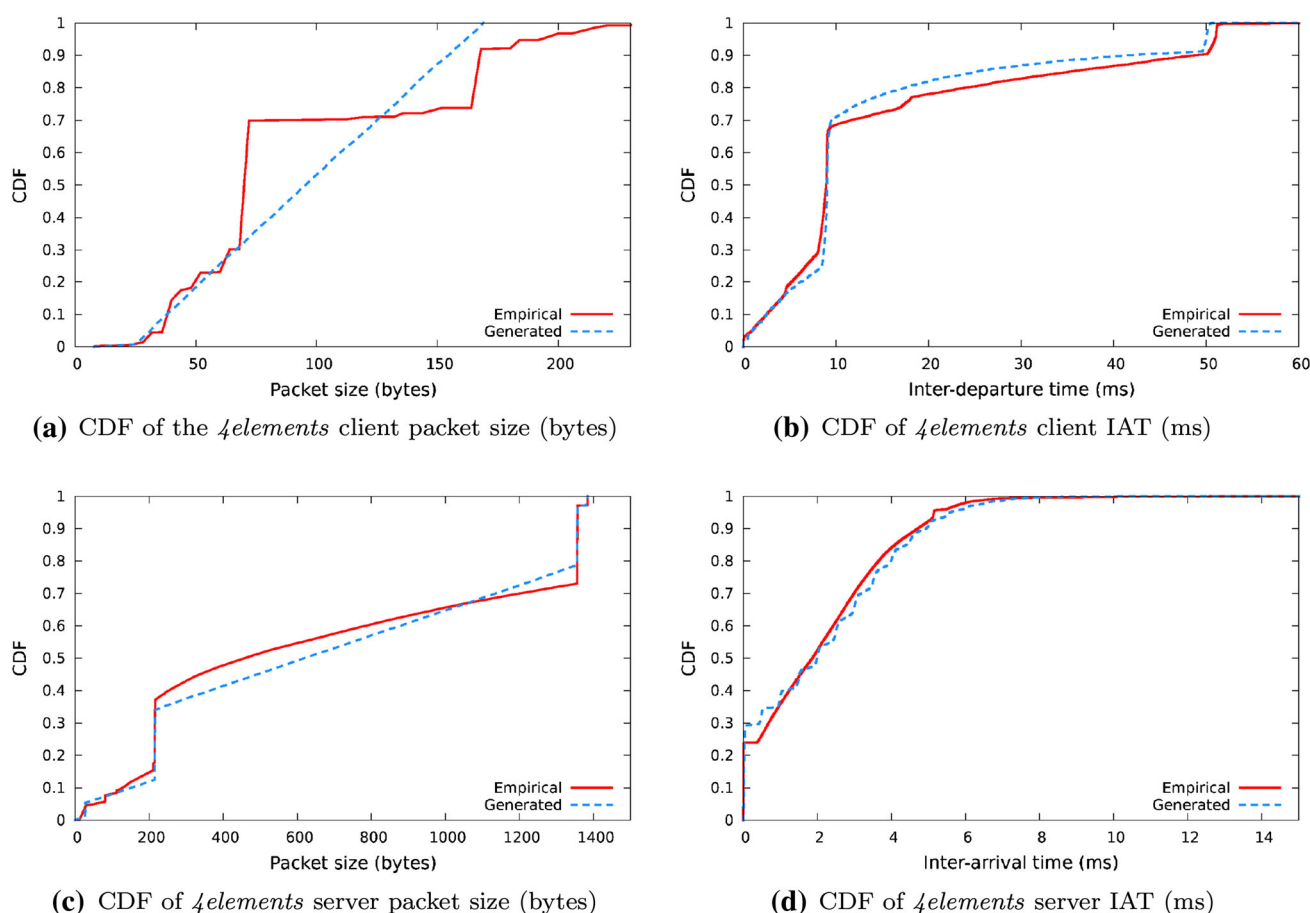 1
0.9
0.8
0.7
0.6
0.5
0.4
0.3
0.2
0.1
0
CDF
Empirical
Generated
0 50 100 150 200
Packet size (bytes)
(a) CDF of the 4elements client packet size (bytes)
1
0.9
0.8
0.7
0.6
0.5
0.4
0.3
0.2
0.1
0
CDF
Empirical
Generated
0 10 20 30 40 50 60
Inter-departure time (ms)
(b) CDF of 4elements client IAT (ms)
1
0.9
0.8
0.7
0.6
0.5
0.4
0.3
0.2
0.1
0
CDF
Empirical
Generated
0 200 400 600 800 1000 1200 1400
Packet size (bytes)
(c) CDF of 4elements server packet size (bytes)
1
0.9
0.8
0.7
0.6
0.5
0.4
0.3
0.2
0.1
0
CDF
Empirical
Generated
0 2 4 6 8 10 12 14
Inter-arrival time (ms)
(d) CDF of 4elements server IAT (ms)